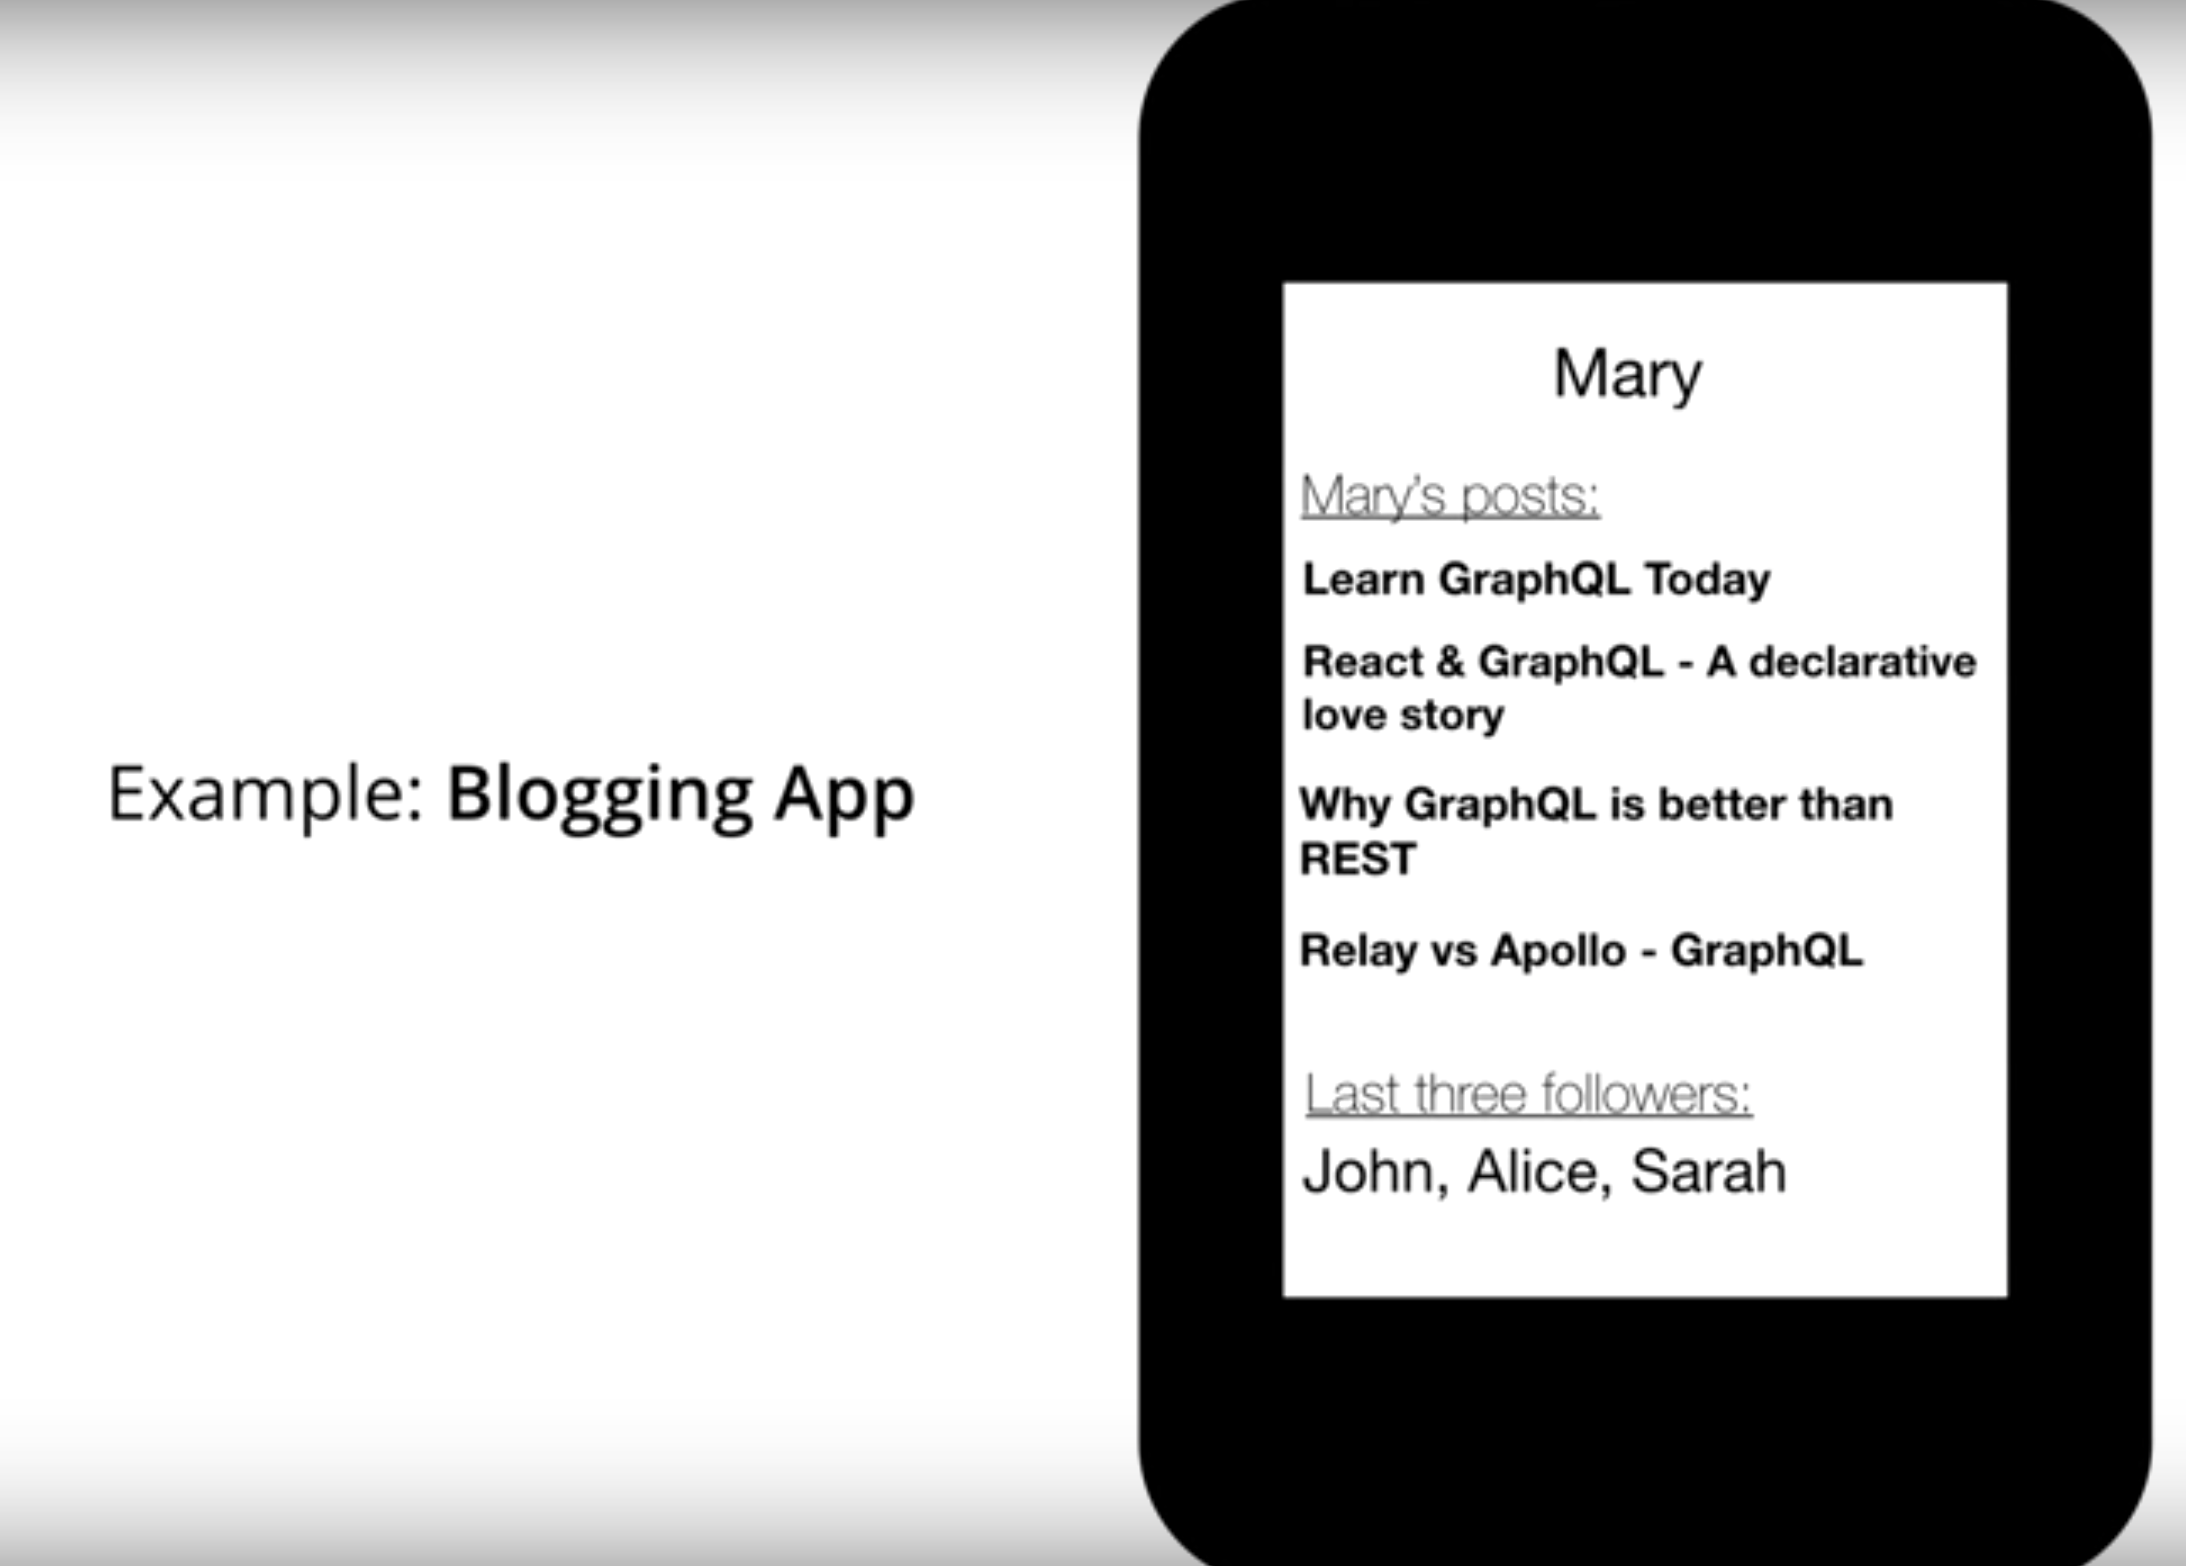 Example: Blogging App
Mary
Mary's posts:
Learn GraphQL Today
React & GraphQL - A declarative
love story
Why GraphQL is better than
REST
Relay vs Apollo - GraphQL
Last three followers:
John, Alice, Sarah